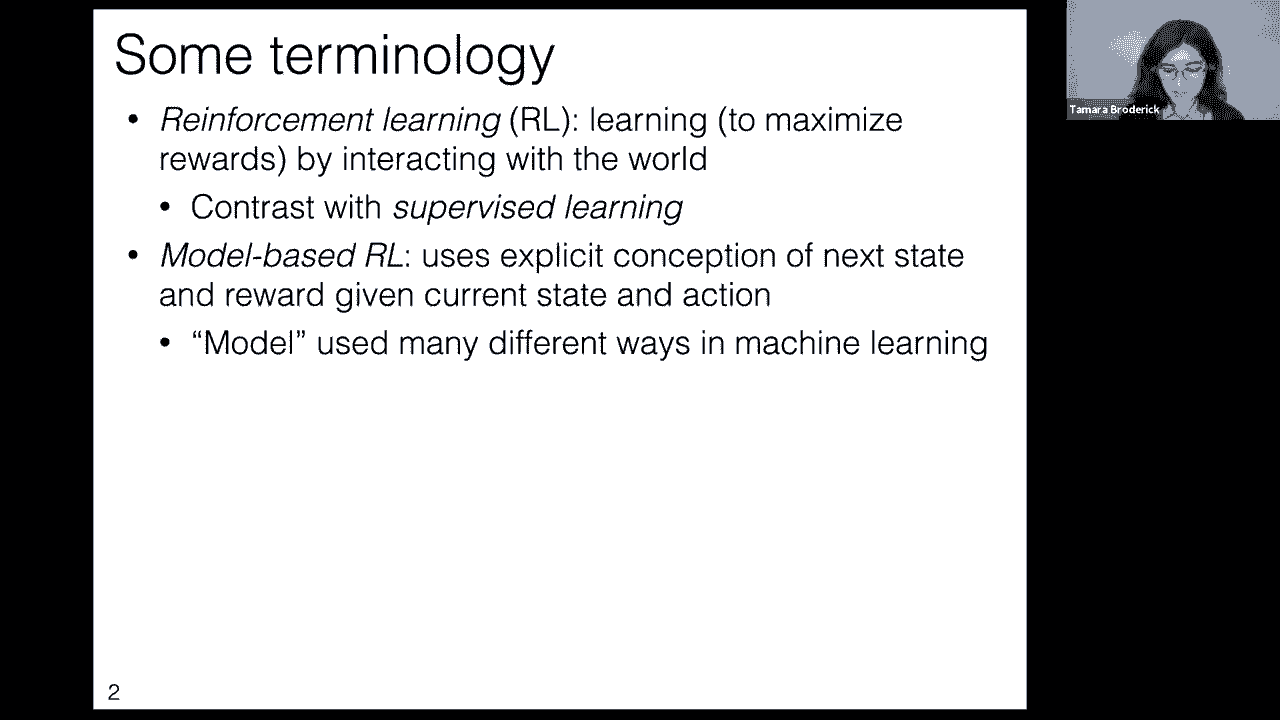 Some terminology
• Reinforcement learning (RL): learning (to maximize
rewards) by interacting with the world
• Contrast with supervised learning
• Model-based RL: uses explicit conception of next state
and reward given current state and action
• “Model” used many different ways in machine learning
2
Tamara Broderick